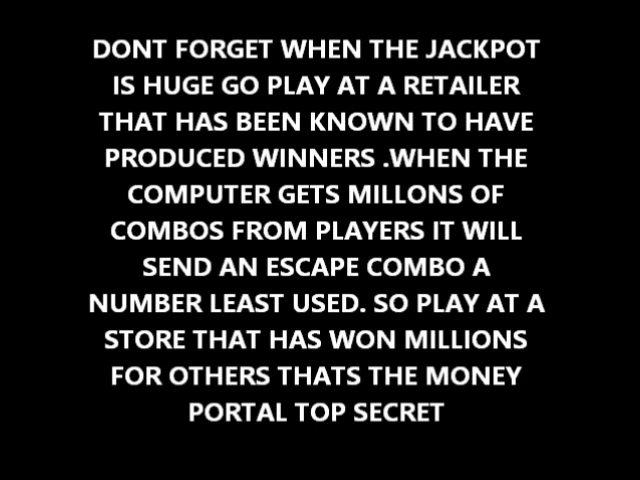 DONT FORGET WHEN THE JACKPOT
IS HUGE GO PLAY AT A RETAILER
THAT HAS BEEN KNOWN TO HAVE
PRODUCED WINNERS .WHEN THE
COMPUTER GETS MILLONS OF
COMBOS FROM PLAYERS IT WILL
SEND AN ESCAPE COMBO A
NUMBER LEAST USED. SO PLAY AT A
STORE THAT HAS WON MILLIONS
FOR OTHERS THATS THE MONEY
PORTAL TOP SECRET